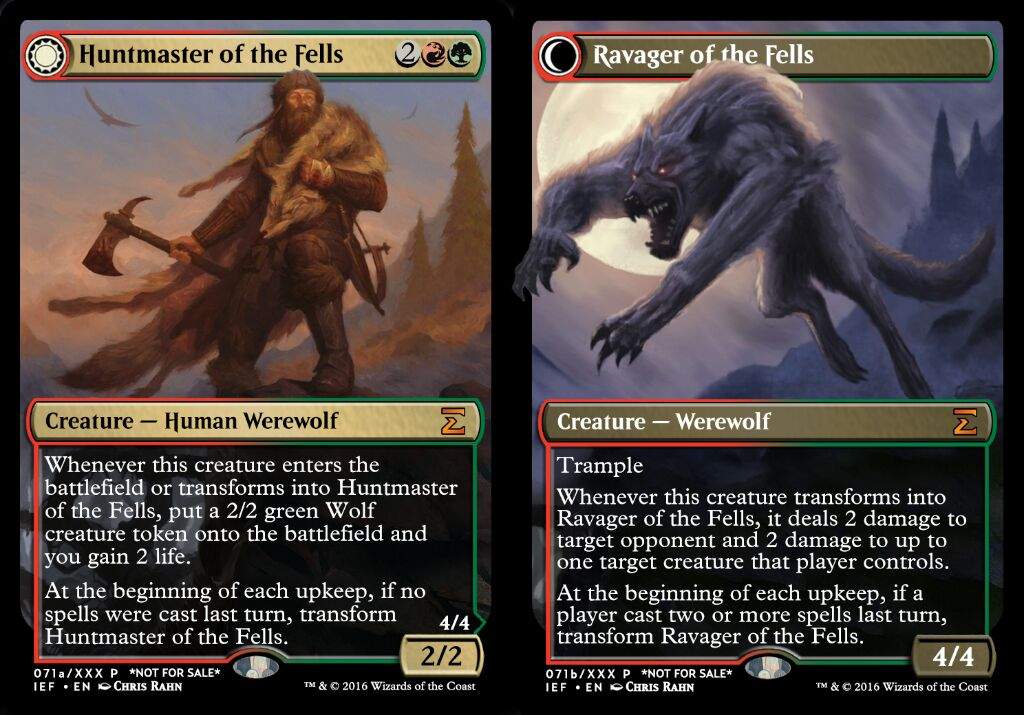 Huntmaster of the Fells
2
Creature — Human Werewolf
Whenever this creature enters the
battlefield or transforms into Huntmaster
of the Fells, put a 2/2 green Wolf
creature token onto the battlefield and
you gain 2 life.
At the beginning of each upkeep, if no
spells were cast last turn, transform
Huntmaster of the Fells.
4/4
2/2
071a/XXX P *NOT FOR SALE*
IEF • EN Chris Rahn
™ & © 2016 Wizards of the Coast
Ravager of the Fells
Creature — Werewolf
Trample
Whenever this creature transforms into
Ravager of the Fells, it deals 2 damage to
target opponent and 2 damage to up to
one target creature that player controls.
At the beginning of each upkeep, if a
player cast two or more spells last turn,
transform Ravager of the Fells.
4/4
071b/XXX P *NOT FOR SALE*
IEF • EN Chris Rahn
™ & © 2016 Wizards of the Coast